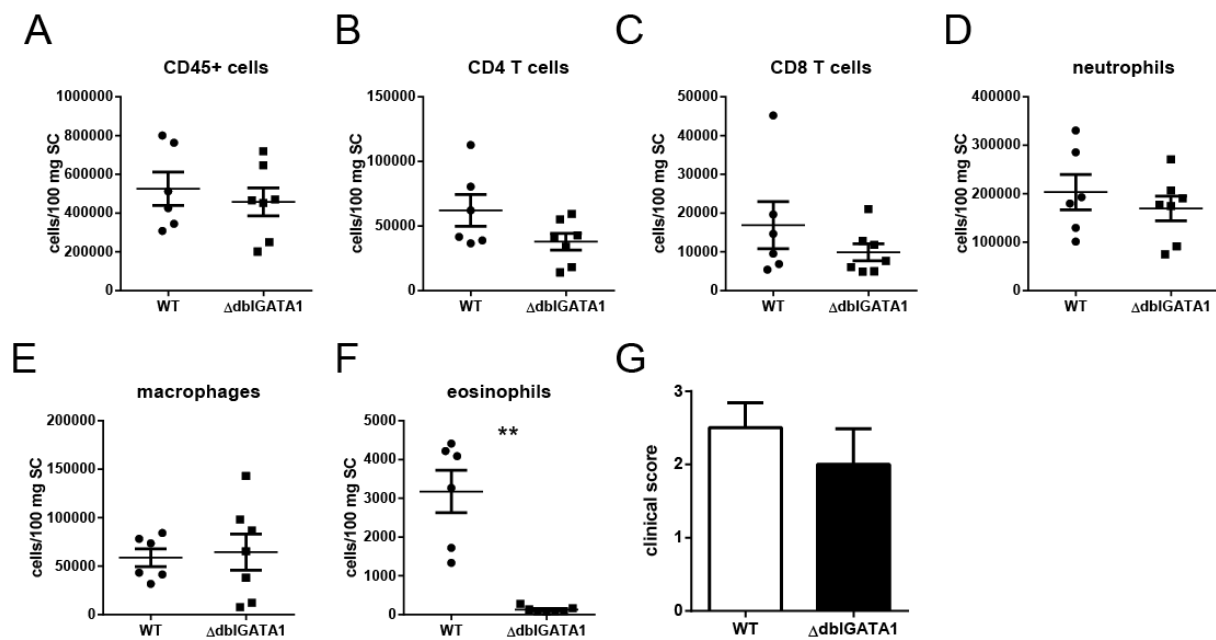 A
CD45+ cells
cells/100 mg SC
1000000
800000
600000
400000
200000
0
WT
ΔdblGATA1
B
CD4 T cells
cells/100 mg SC
150000
100000
50000
0
WT
ΔdblGATA1
C
CD8 T cells
cells/100 mg SC
50000
40000
30000
20000
10000
0
WT
ΔdblGATA1
D
neutrophils
cells/100 mg SC
400000
300000
200000
100000
0
WT
ΔdblGATA1
E
macrophages
cells/100 mg SC
200000
150000
100000
50000
0
WT
ΔdblGATA1
F
eosinophils
cells/100 mg SC
5000
4000
3000
2000
1000
0
**
WT
ΔdblGATA1
G
clinical score
3
2
1
0
WT
ΔdblGATA1